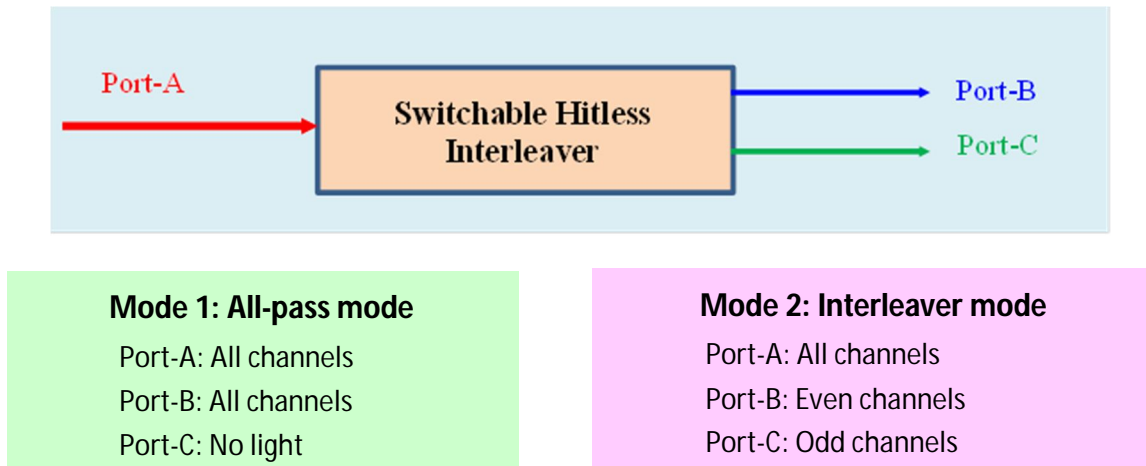 Port-A
Switchable Hitless
Interleaver
Port-B
Port-C
Mode 1: All-pass mode
Port-A: All channels
Port-B: All channels
Port-C: No light
Mode 2: Interleaver mode
Port-A: All channels
Port-B: Even channels
Port-C: Odd channels